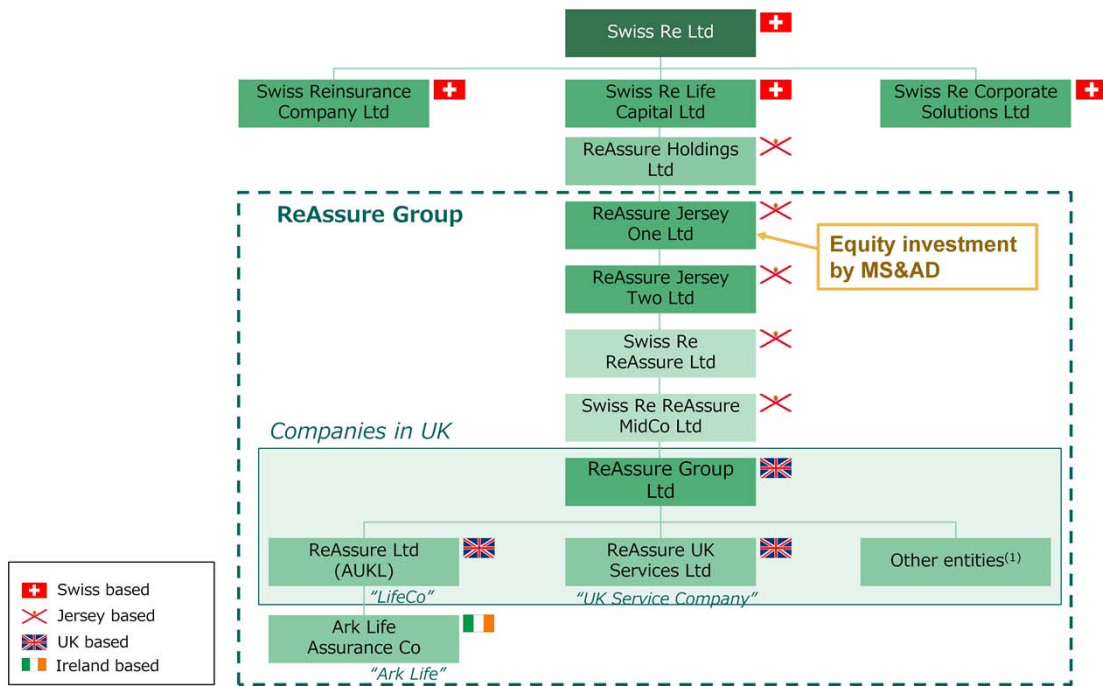 Swiss Re Ltd
Swiss Reinsurance
Company Ltd
Swiss Re Life
Capital Ltd
Swiss Re Corporate
Solutions Ltd
ReAssure Holdings
Ltd
ReAssure Group
ReAssure Jersey
One Ltd
Equity investment
by MS&AD
ReAssure Jersey
Two Ltd
Swiss Re
ReAssure Ltd
Swiss Re ReAssure
MidCo Ltd
Companies in UK
ReAssure Group
Ltd
ReAssure Ltd
(AUKL)
"LifeCo"
ReAssure UK
Services Ltd
"UK Service Company"
Other entities(1)
Ark Life
Assurance Co
"Ark Life"
Swiss based
Jersey based
UK based
Ireland based